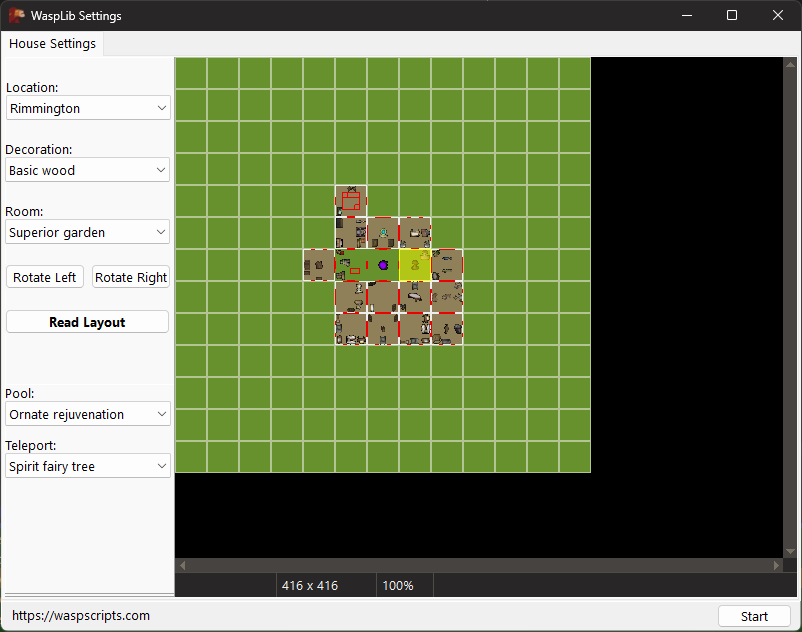 WaspLib Settings
House Settings
Location:
Rimmington
Decoration:
Basic wood
Room:
Superior garden
Rotate Left
Rotate Right
Read Layout
Pool:
Ornate rejuvenation
Teleport:
Spirit fairy tree
416 x 416
100%
https://waspscripts.com
Start